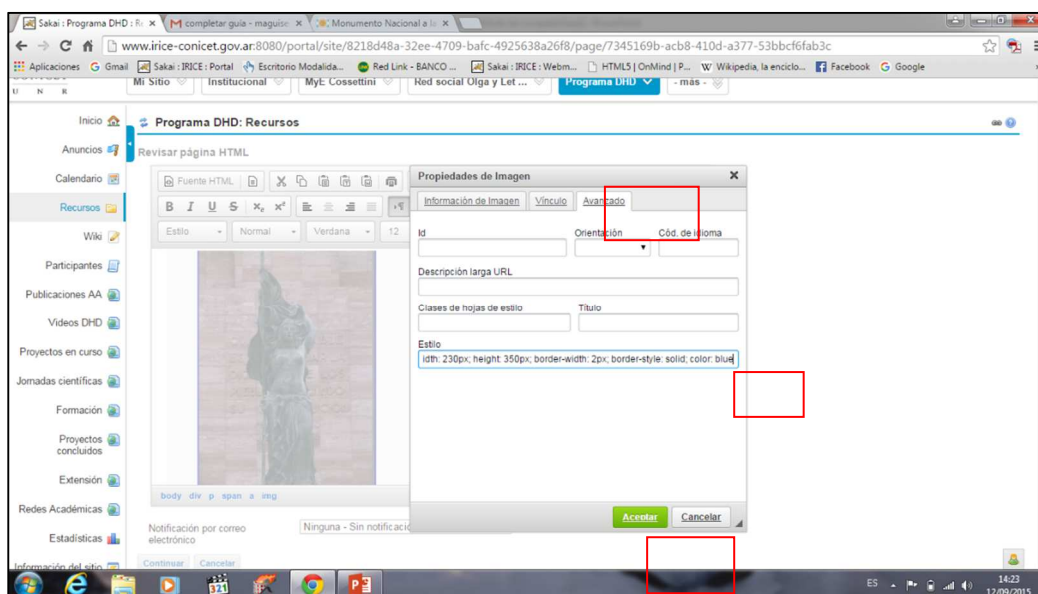 Sakai : Programa DHD : Re
completar guía - maguise
Monumento Nacional a la
www.irice-conicet.gov.ar:8080/portal/site/8218d48a-32ee-4709-bafc-4925638a26f8/page/7345169b-acb8-410d-a377-53bbcf6fab3c
Aplicaciones Gmail Sakai : IRICE : Portal Escritorio Modalida... Red Link - BANCO ... Sakai : IRICE : Webm... HTML5 | OnMind | P... Wikipedia, la enciclo... Facebook Google
U N R
Mi Sitio Institucional MyE Cossettini Red social Olga y Let ... Programa DHD - más -
Inicio
Anuncios
Calendario
Recursos
Wiki
Participantes
Publicaciones AA
Videos DHD
Proyectos en curso
Jornadas científicas
Formación
Proyectos
concluidos
Extensión
Redes Académicas
Estadísticas
Información del sitio
Programa DHD: Recursos
Revisar página HTML
Fuente HTML
B I U S x₂ x²
Estilo Normal Verdana 12
body div p span a img
Notificación por correo
electrónico
Ninguna - Sin notificació
Continuar Cancelar
Propiedades de Imagen
Información de Imagen Vínculo Avanzado
Id Orientación Cód. de idioma
Descripción larga URL
Clases de hojas de estilo Título
Estilo
idth: 230px; height: 350px; border-width: 2px; border-style: solid; color: blue
Aceptar Cancelar
321
ES
14:23
12/09/2015